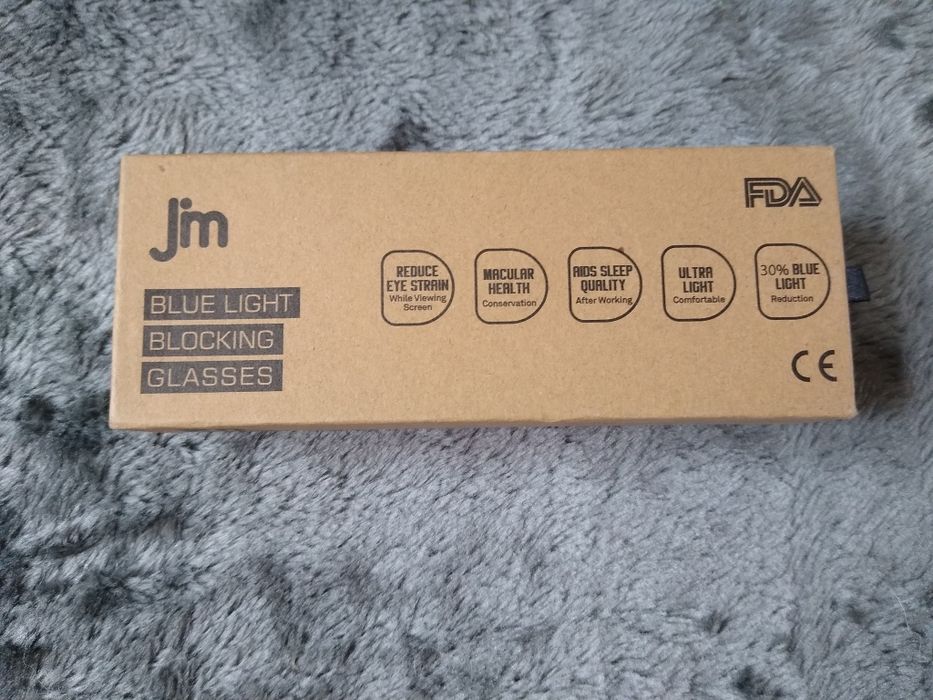 Jm
FDA
BLUE LIGHT
BLOCKING
GLASSES
REDUCE
EYE STRAIN
While Viewing
Screen
MACULAR
HEALTH
Conservation
AIDS SLEEP
QUALITY
After Working
ULTRA
LIGHT
Comfortable
30% BLUE
LIGHT
Reduction
CE